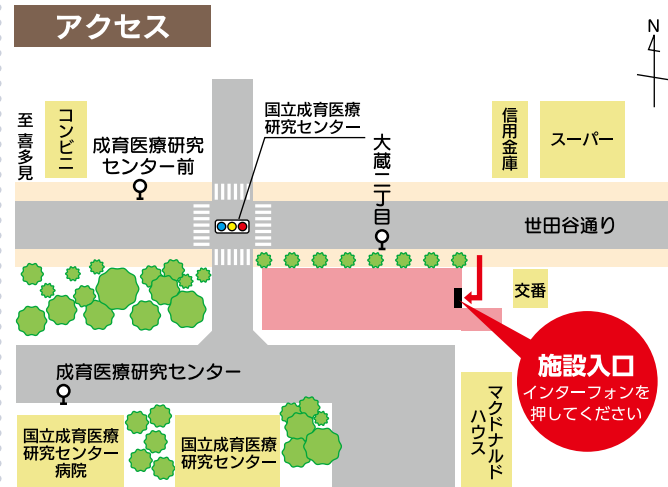 アクセス
N
至喜多見
コンビニ
成育医療研究
センター前
国立成育医療
研究センター
大蔵二丁目
信用金庫
スーパー
世田谷通り
交番
施設入口
インターフォンを
押してください
成育医療研究センター
国立成育医療
研究センター
病院
国立成育医療
研究センター
マクドナルド
ハウス